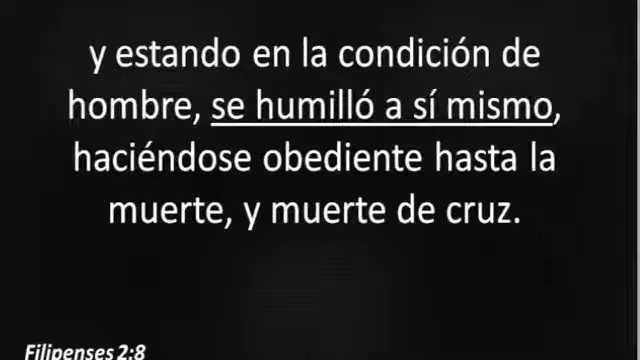 y estando en la condición de
hombre, se humilló a sí mismo,
haciéndose obediente hasta la
muerte, y muerte de cruz.
Filipenses 2:8